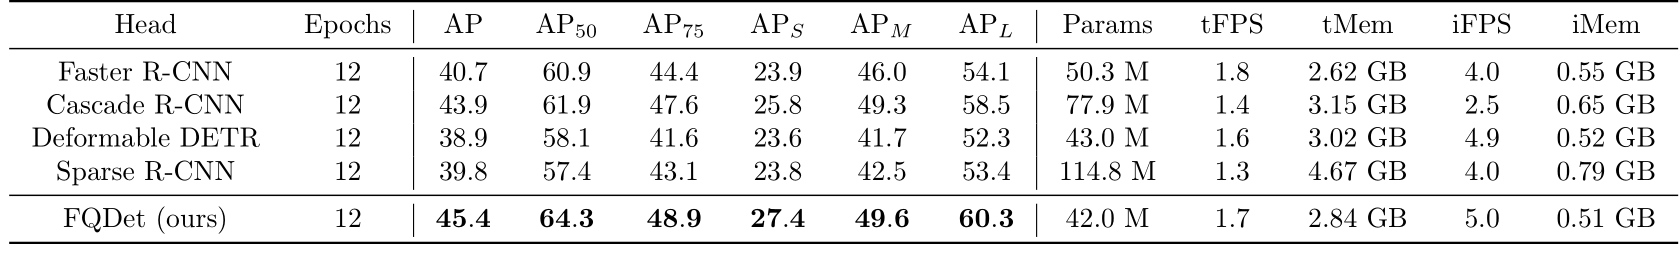 Head Epochs AP AP50 AP75 APS APM APL Params tFPS tMem iFPS iMem
Faster R-CNN 12 40.7 60.9 44.4 23.9 46.0 54.1 50.3 M 1.8 2.62 GB 4.0 0.55 GB
Cascade R-CNN 12 43.9 61.9 47.6 25.8 49.3 58.5 77.9 M 1.4 3.15 GB 2.5 0.65 GB
Deformable DETR 12 38.9 58.1 41.6 23.6 41.7 52.3 43.0 M 1.6 3.02 GB 4.9 0.52 GB
Sparse R-CNN 12 39.8 57.4 43.1 23.8 42.5 53.4 114.8 M 1.3 4.67 GB 4.0 0.79 GB
FQDet (ours) 12 45.4 64.3 48.9 27.4 49.6 60.3 42.0 M 1.7 2.84 GB 5.0 0.51 GB